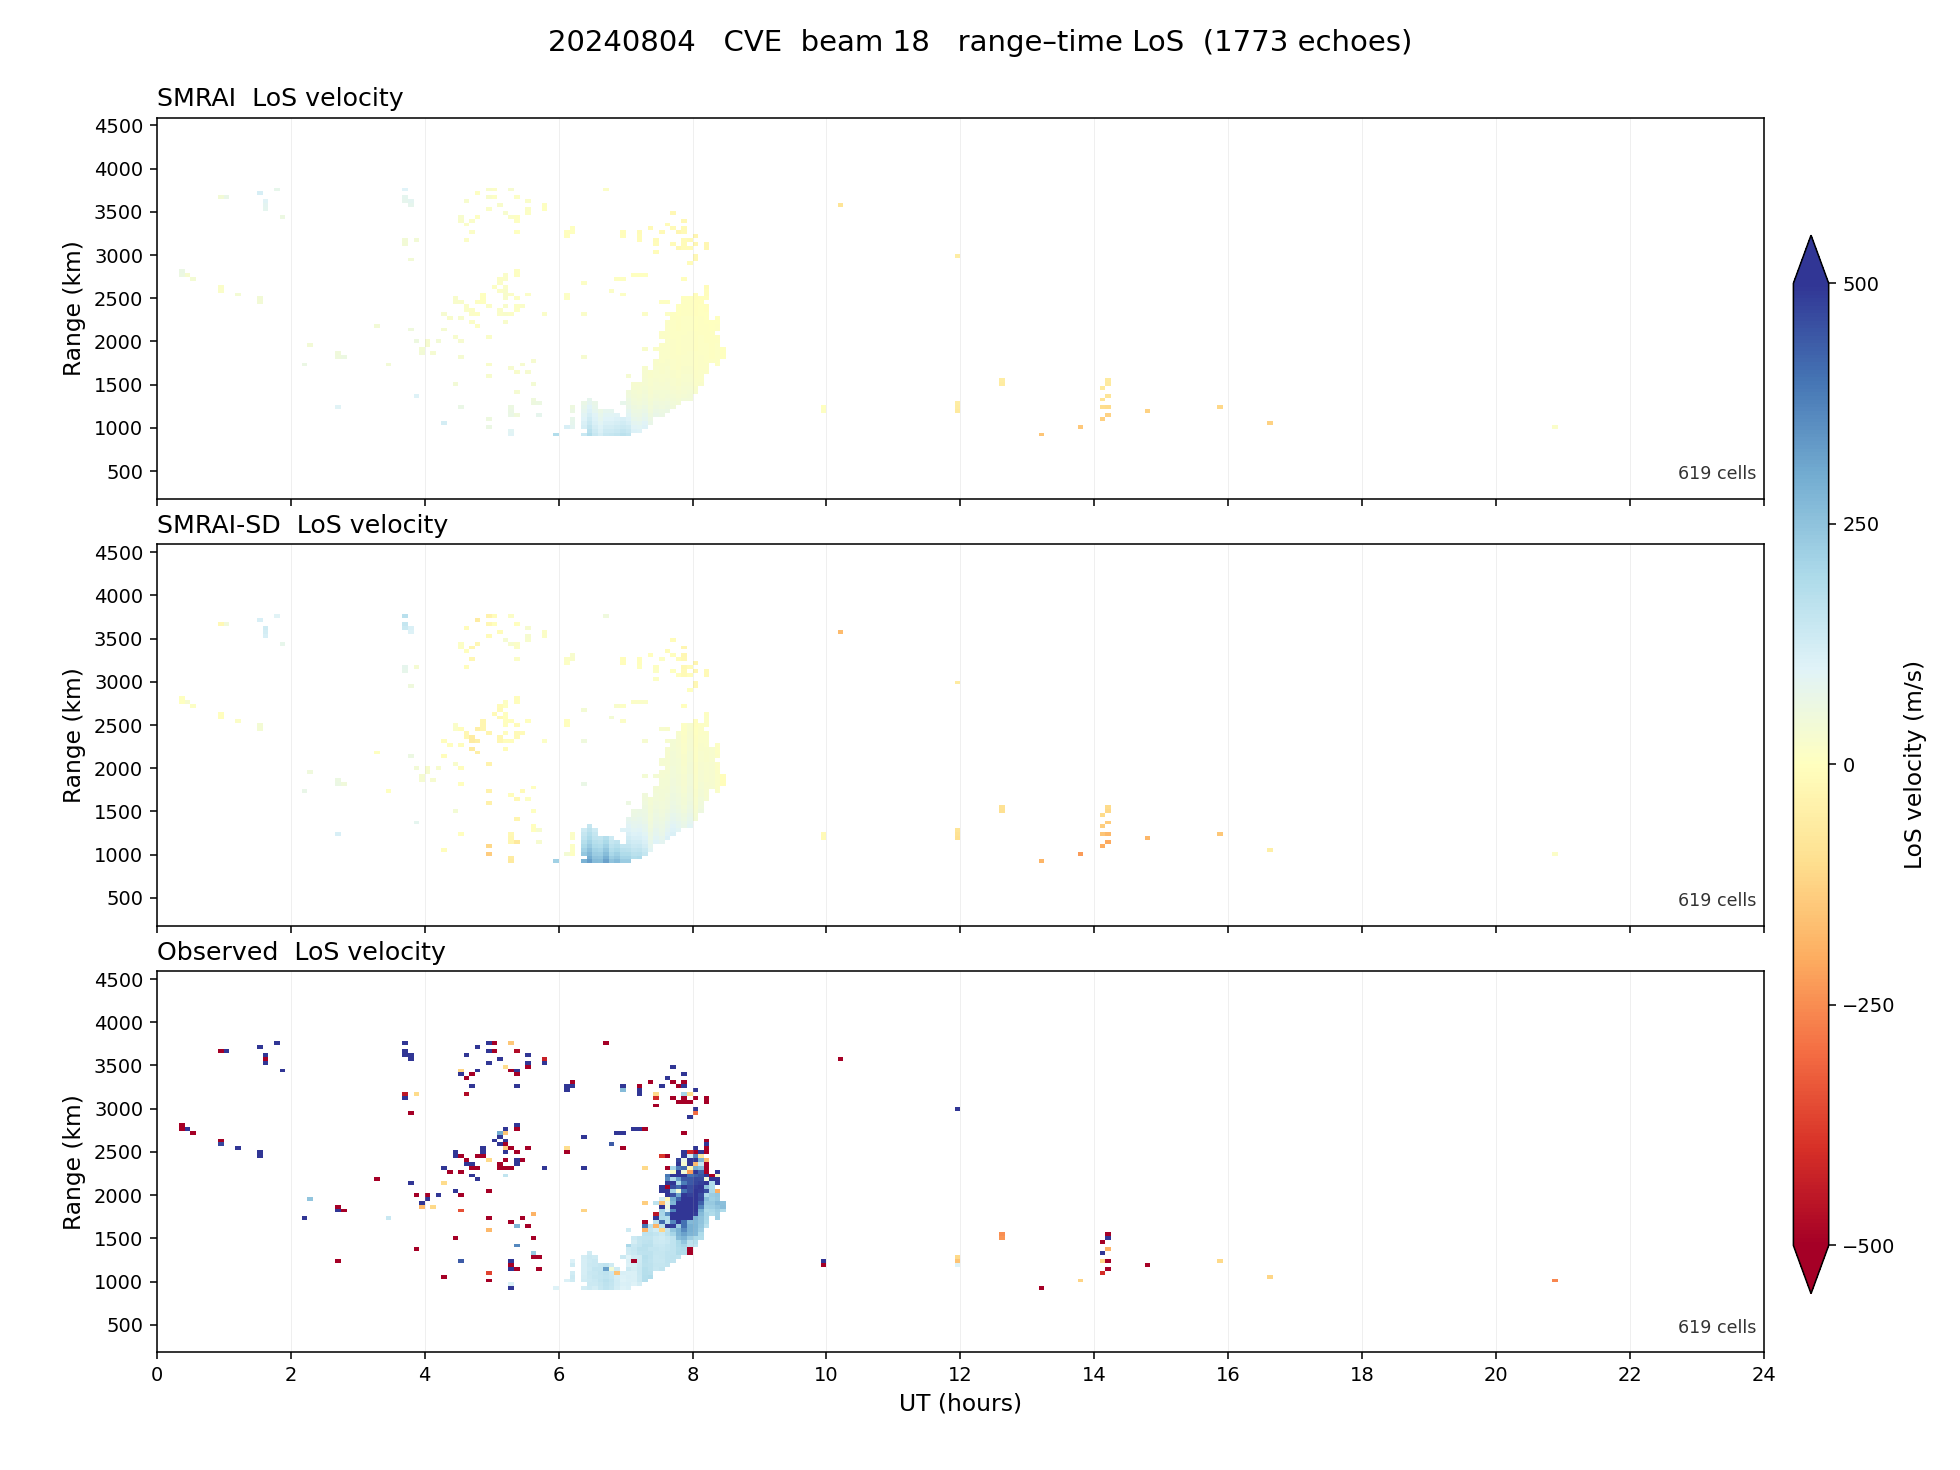 20240804   CVE  beam 18   range–time LoS  (1773 echoes)
SMRAI  LoS velocity
4500
4000
3500
3000
2500
2000
1500
1000
500
Range (km)
619 cells
SMRAI-SD  LoS velocity
4500
4000
3500
3000
2500
2000
1500
1000
500
Range (km)
619 cells
Observed  LoS velocity
4500
4000
3500
3000
2500
2000
1500
1000
500
Range (km)
619 cells
0 2 4 6 8 10 12 14 16 18 20 22 24
UT (hours)
500
250
0
−250
−500
LoS velocity (m/s)